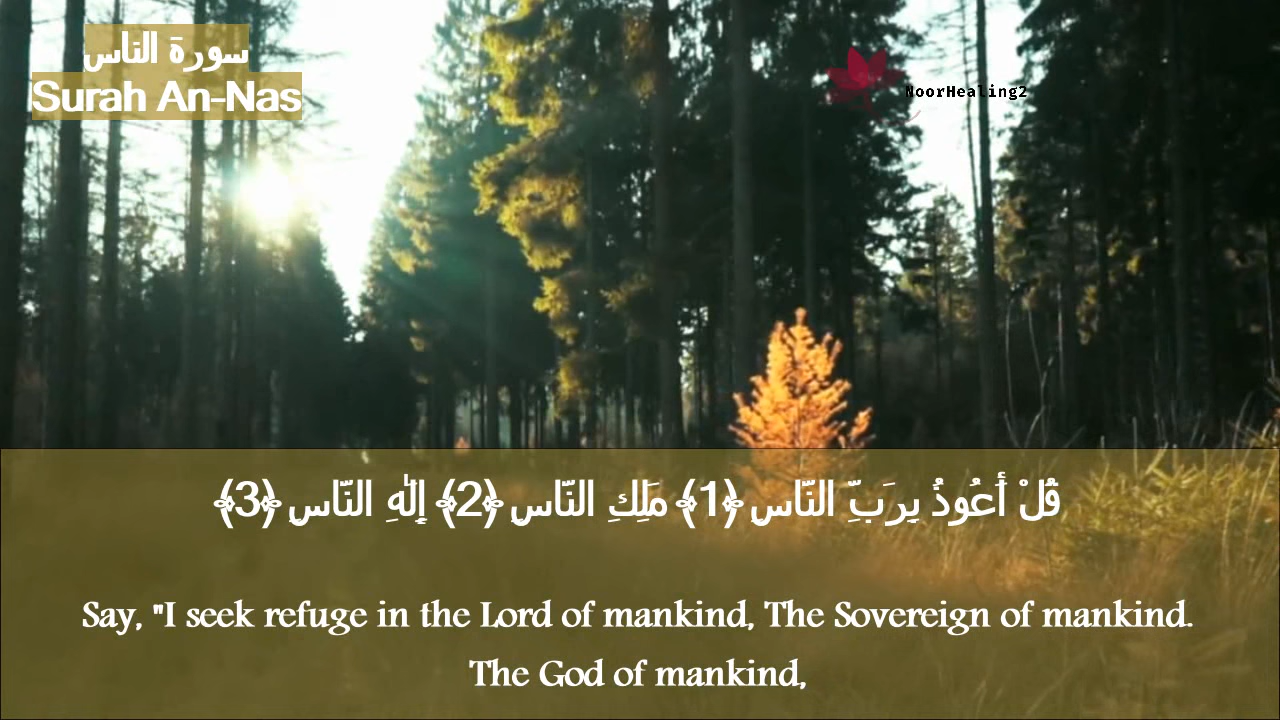 سورة الناس
Surah An-Nas
NoorHealing2
قُلْ أَعُوذُ بِرَبِّ النَّاسِ ﴿1﴾ مَلِكِ النَّاسِ ﴿2﴾ إِلَٰهِ النَّاسِ ﴿3﴾
Say, "I seek refuge in the Lord of mankind, The Sovereign of mankind.
The God of mankind,